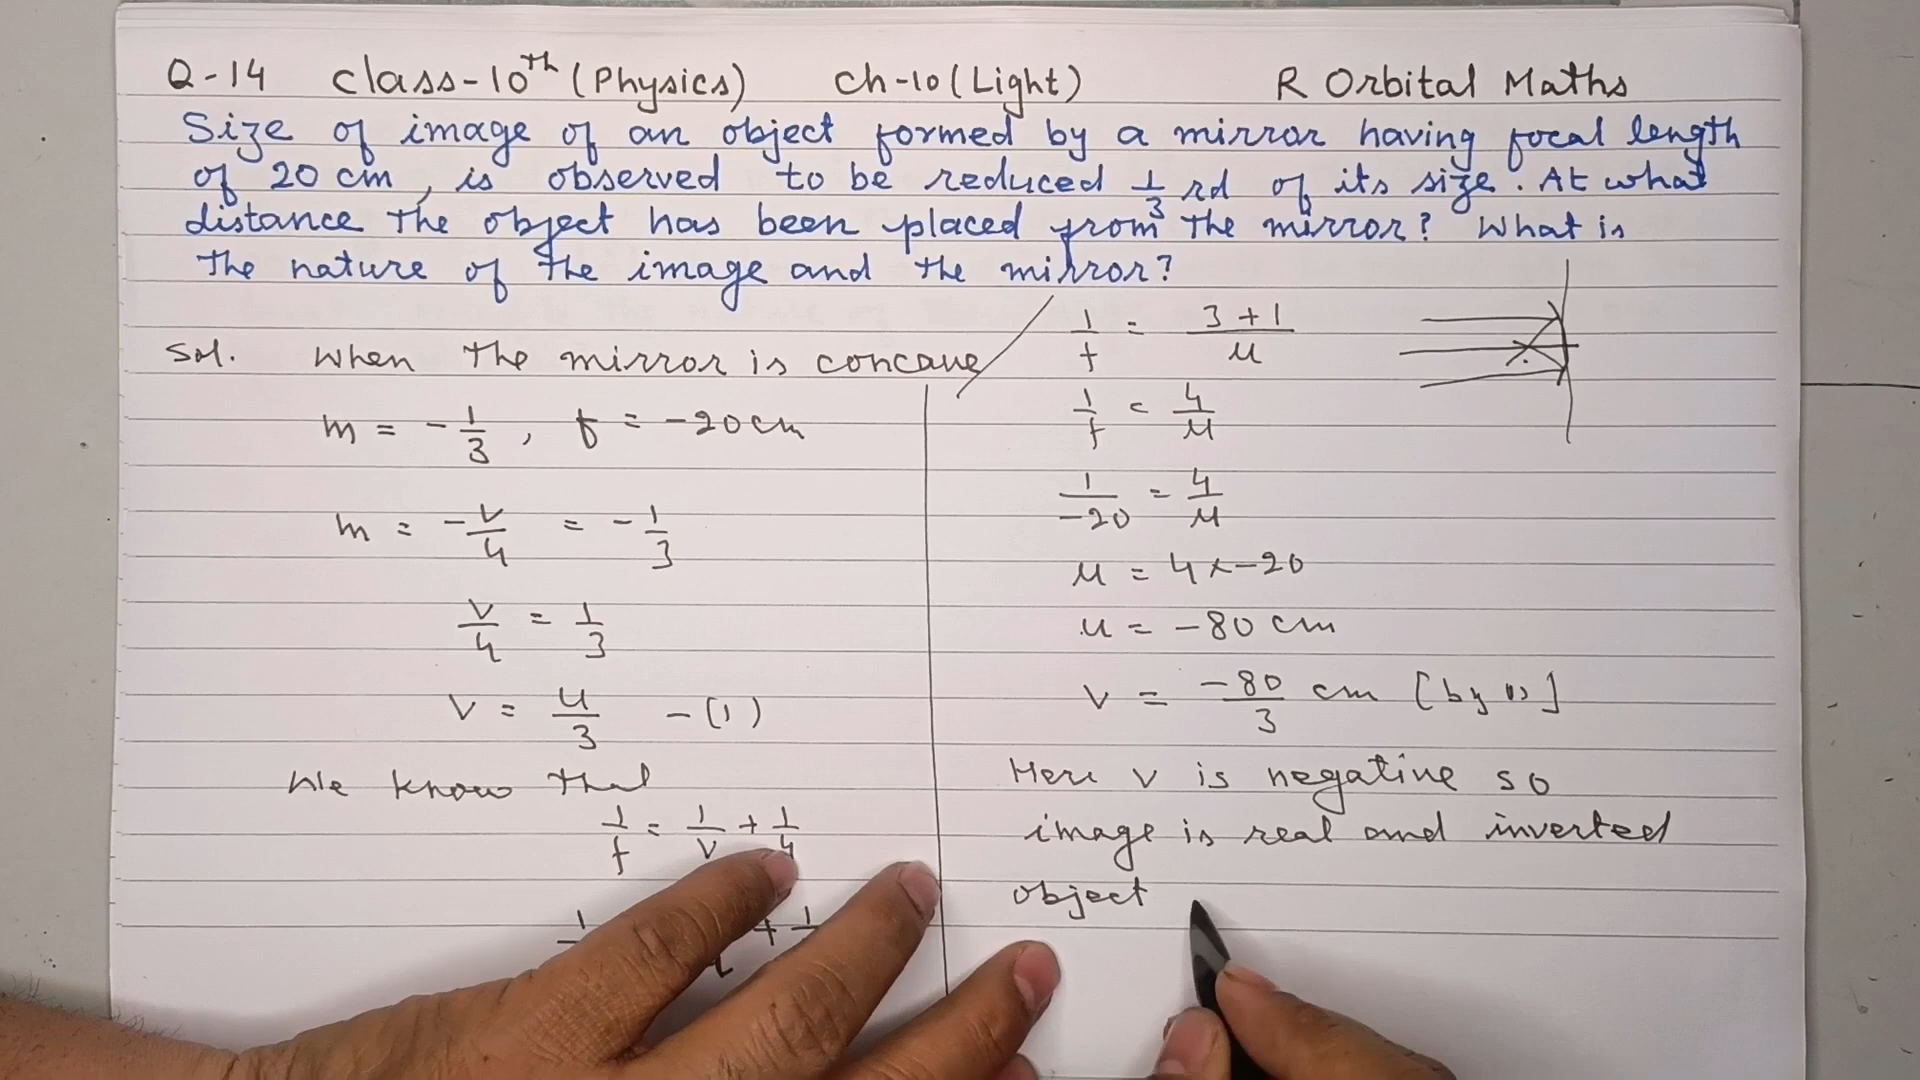 Q-14 Class-10th (Physics) Ch-10 (Light) R Orbital Maths
Size of image of an object formed by a mirror having focal length
of 20 cm, is observed to be reduced 1/3 rd of its size. At what
distance the object has been placed from the mirror? What is
the nature of the image and the mirror?
Sol. When the mirror is concave
m = -1/3, f = -20cm
m = -v/u = -1/3
v/u = 1/3
v = u/3 -(1)
We know that
1/f = 1/v + 1/u
1/f = (3+1)/u
1/f = 4/u
1/-20 = 4/u
u = 4x-20
u = -80 cm
v = -80/3 cm [by (1)]
Here v is negative so
image is real and inverted
object